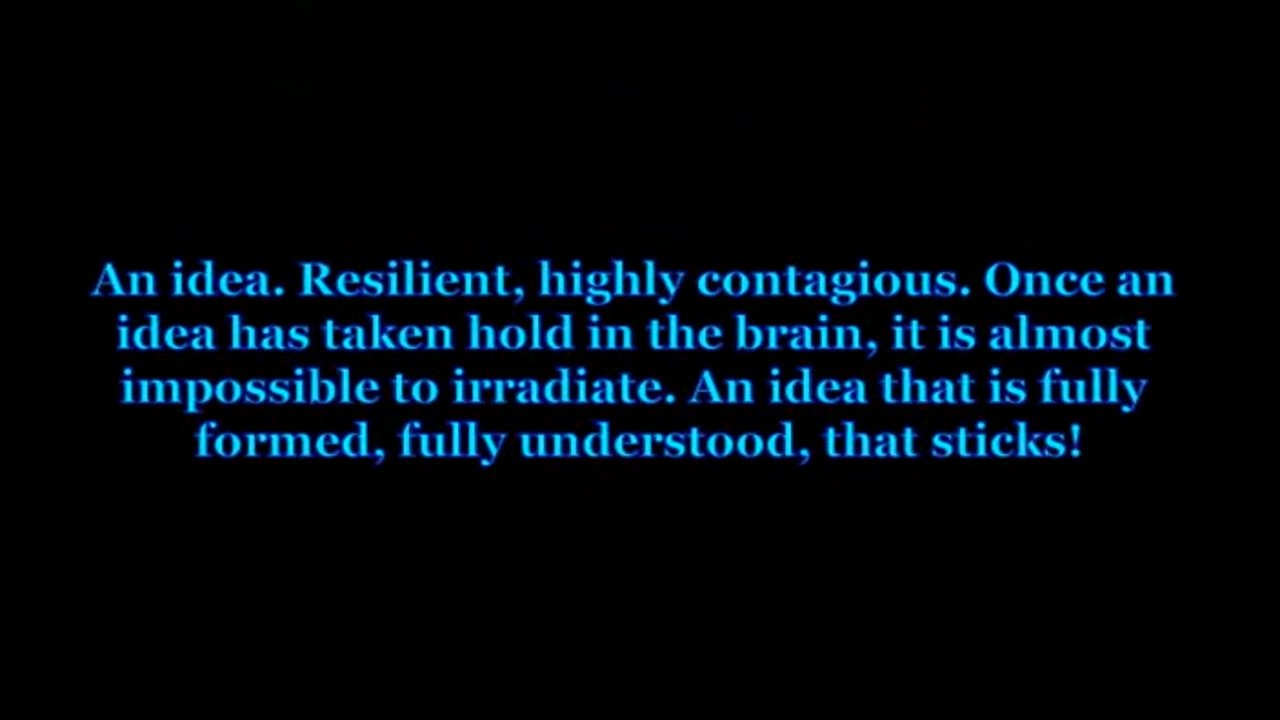 An idea. Resilient, highly contagious. Once an
idea has taken hold in the brain, it is almost
impossible to irradiate. An idea that is fully
formed, fully understood, that sticks!